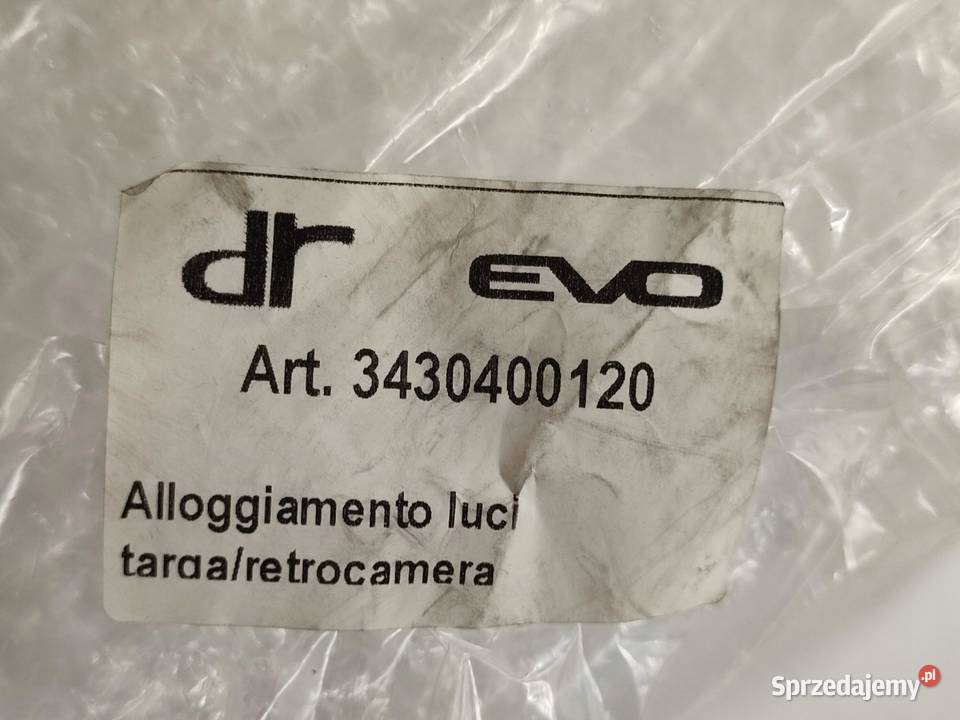 dr evo
Art. 3430400120
Alloggiamento luci
targa/retrocamera
Sprzedajemy.pl